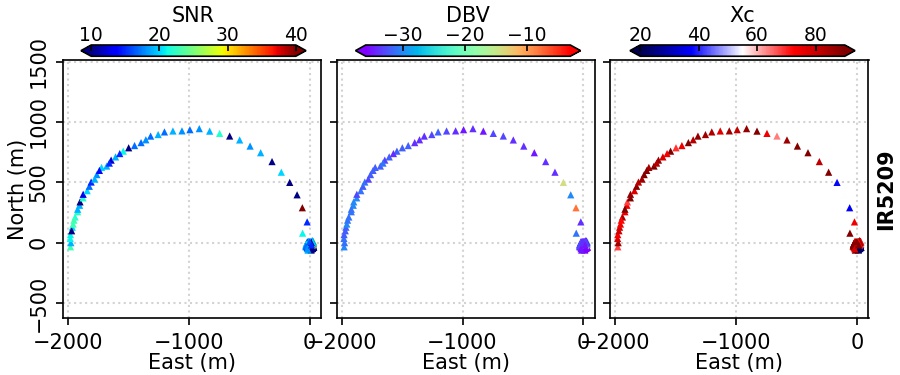 SNR DBV Xc
10 20 30 40 −30 −20 −10 20 40 60 80
1500
1000
500
0
−500
North (m)
−2000 −1000 0 −2000 −1000 0 −2000 −1000 0
East (m) East (m) East (m)
IR5209